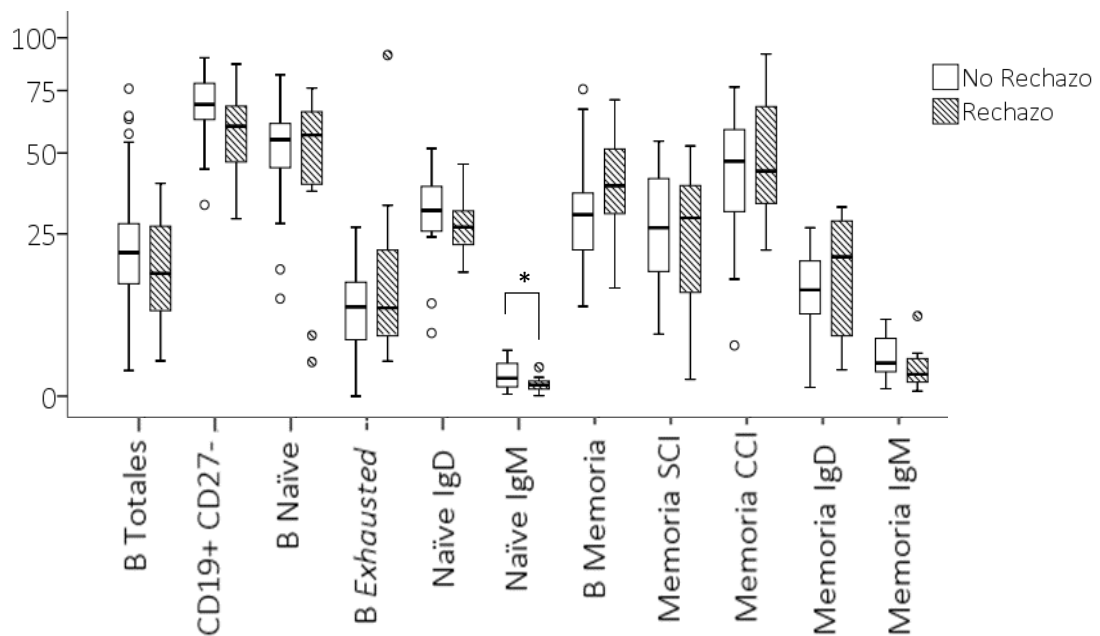 100
75
50
25
0
No Rechazo
Rechazo
*
B Totales
CD19+ CD27-
B Naïve
B Exhausted
Naïve IgD
Naïve IgM
B Memoria
Memoria SCI
Memoria CCI
Memoria IgD
Memoria IgM